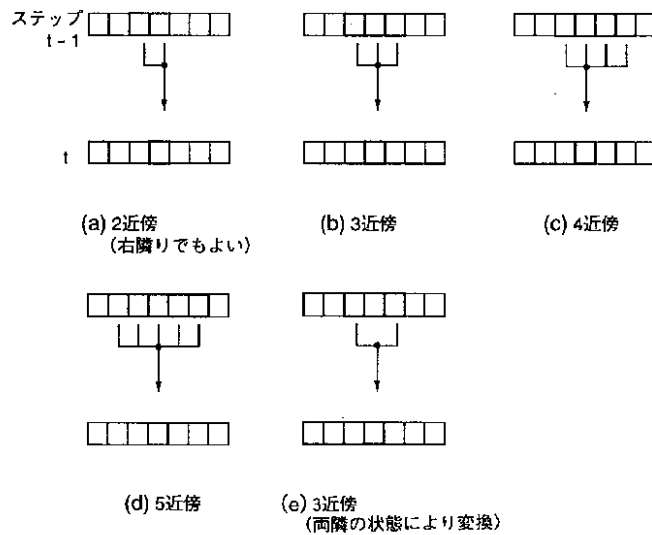 ステップ
t－1
t
(a) 2近傍
(右隣りでもよい)
(b) 3近傍
(c) 4近傍
(d) 5近傍
(e) 3近傍
(両隣の状態により変換)